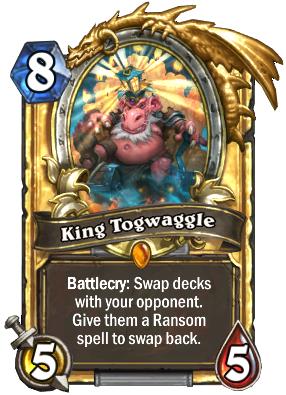 8
King Togwaggle
Battlecry: Swap decks
with your opponent.
Give them a Ransom
spell to swap back.
5
5